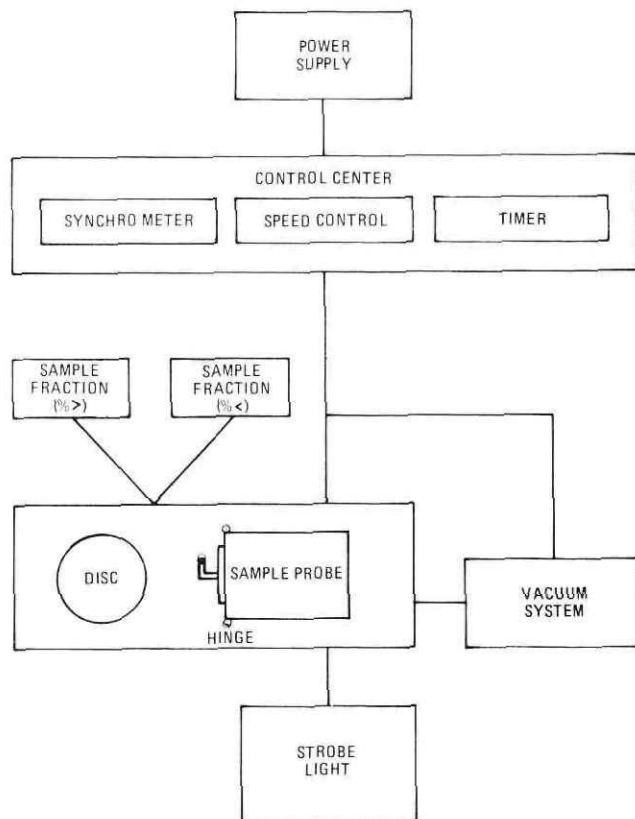 POWER
SUPPLY
CONTROL CENTER
SYNCHRO METER
SPEED CONTROL
TIMER
SAMPLE
FRACTION
(%>)
SAMPLE
FRACTION
(%<)
DISC
SAMPLE PROBE
HINGE
VACUUM
SYSTEM
STROBE
LIGHT